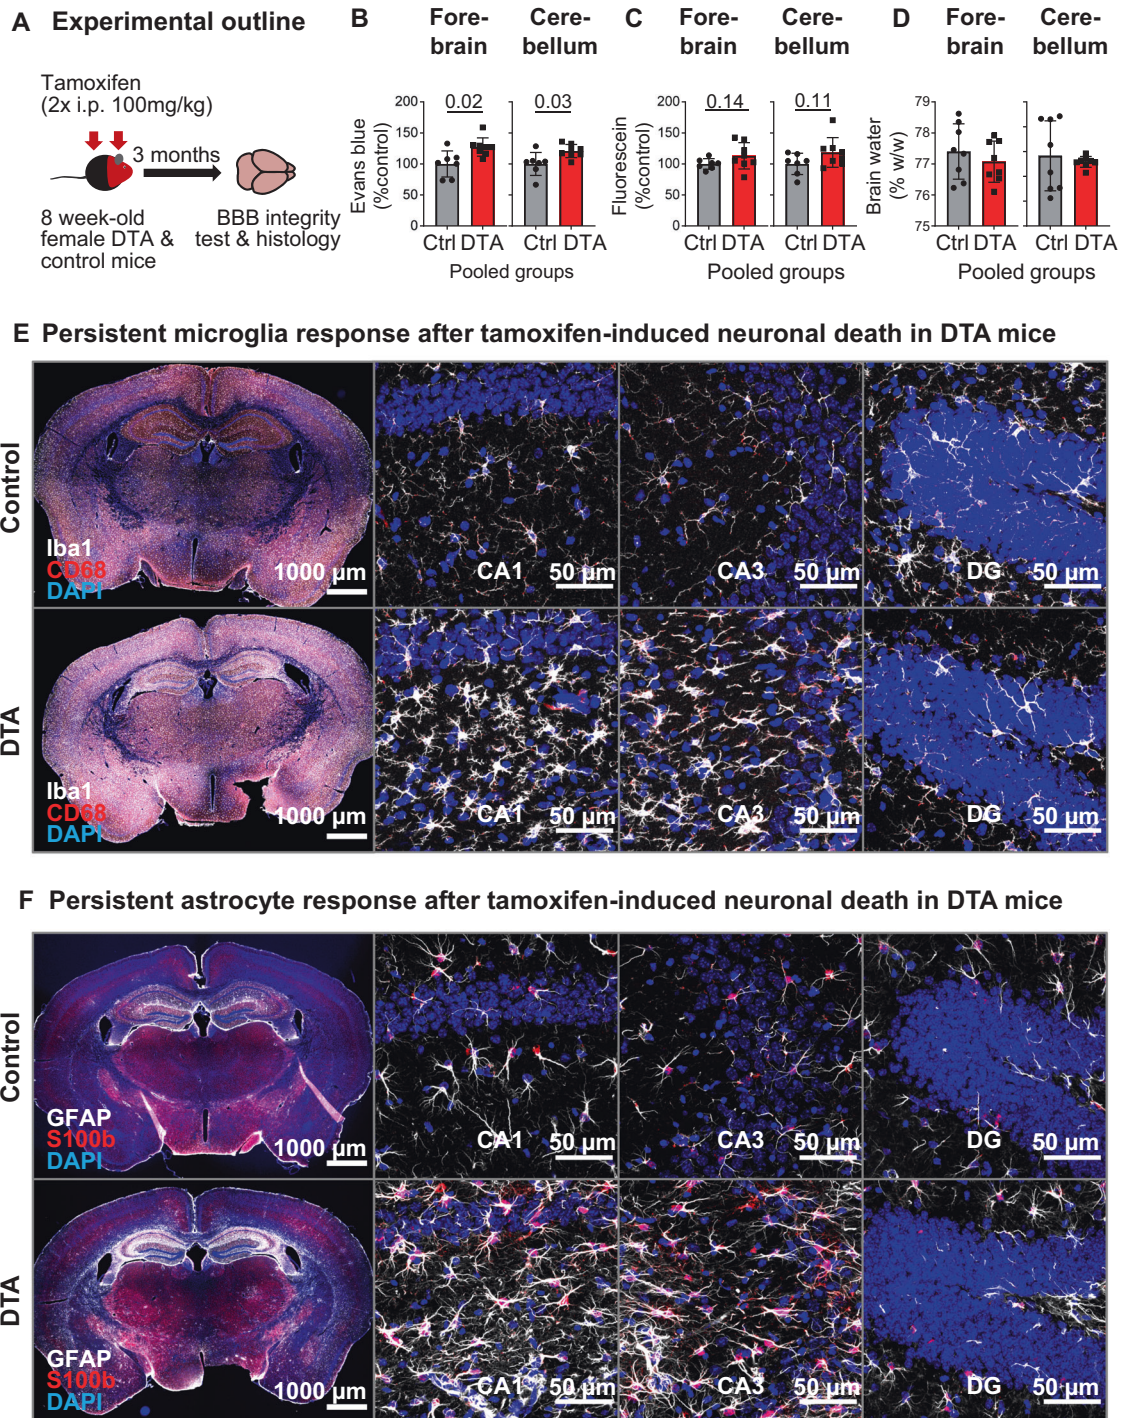 A Experimental outline
Tamoxifen
(2x i.p. 100mg/kg)
3 months
8 week-old
female DTA &
control mice
BBB integrity
test & histology
B
Fore-
brain
Cere-
bellum
Evans blue
(%control)
200
150
100
50
0
0.02
0.03
Ctrl DTA
Ctrl DTA
Pooled groups
C
Fore-
brain
Cere-
bellum
Fluorescein
(%control)
200
150
100
50
0
0.14
0.11
Ctrl DTA
Ctrl DTA
Pooled groups
D
Fore-
brain
Cere-
bellum
Brain water
(% w/w)
79
78
77
76
75
Ctrl DTA
Ctrl DTA
Pooled groups
E Persistent microglia response after tamoxifen-induced neuronal death in DTA mice
Control
Iba1
CD68
DAPI
1000 µm
CA1
50 µm
CA3
50 µm
DG
50 µm
DTA
Iba1
CD68
DAPI
1000 µm
CA1
50 µm
CA3
50 µm
DG
50 µm
F Persistent astrocyte response after tamoxifen-induced neuronal death in DTA mice
Control
GFAP
S100b
DAPI
1000 µm
CA1
50 µm
CA3
50 µm
DG
50 µm
DTA
GFAP
S100b
DAPI
1000 µm
CA1
50 µm
CA3
50 µm
DG
50 µm